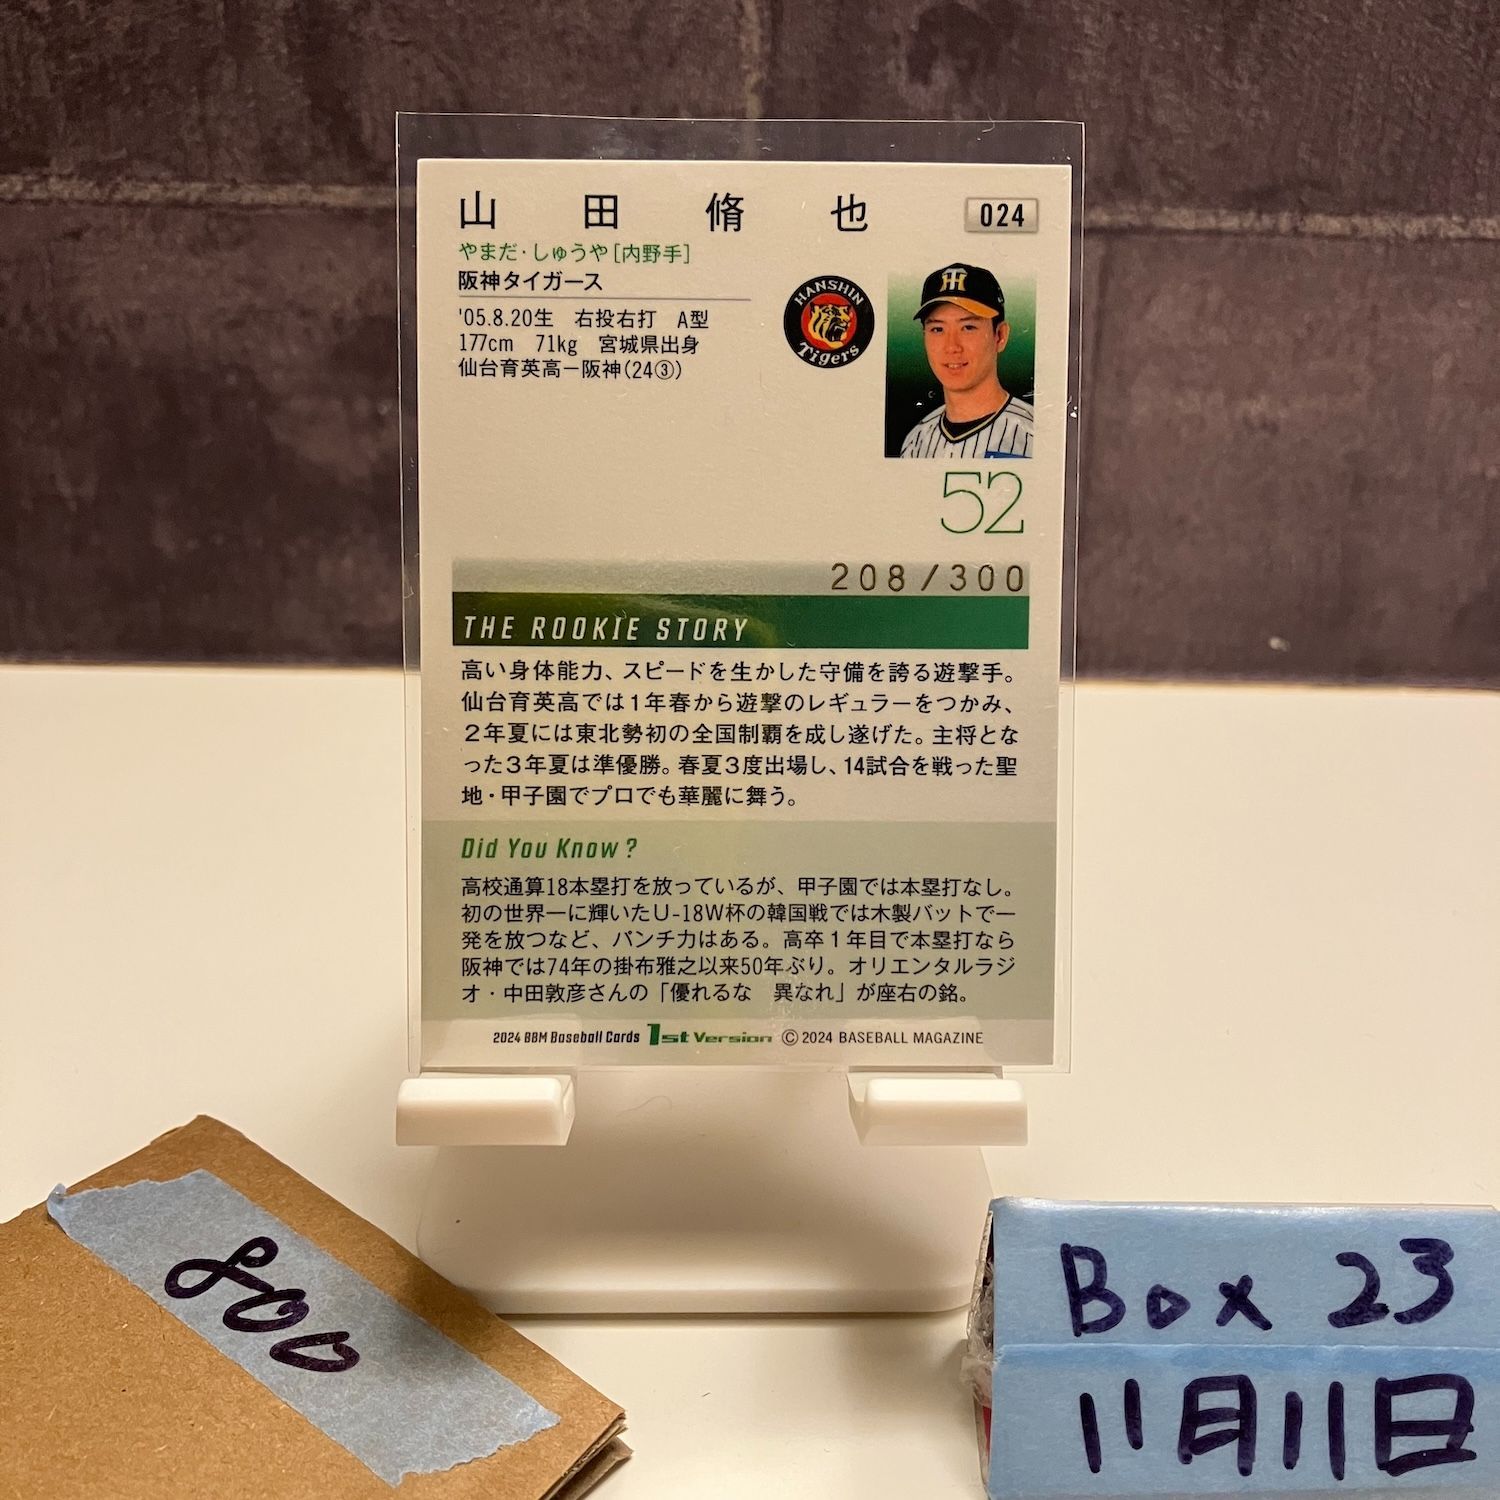 山田脩也
024
やまだ・しゅうや［内野手］
阪神タイガース
'05.8.20生　右投右打　A型
177cm　71kg　宮城県出身
仙台育英高－阪神(24③)
HANSHIN
Tigers
52
208/300
THE ROOKIE STORY
高い身体能力、スピードを生かした守備を誇る遊撃手。
仙台育英高では1年春から遊撃のレギュラーをつかみ、
2年夏には東北勢初の全国制覇を成し遂げた。主将とな
った3年夏は準優勝。春夏3度出場し、14試合を戦った聖
地・甲子園でプロでも華麗に舞う。
Did You Know?
高校通算18本塁打を放っているが、甲子園では本塁打なし。
初の世界一に輝いたU-18W杯の韓国戦では木製バットで一
発を放つなど、パンチ力はある。高卒1年目で本塁打なら
阪神では74年の掛布雅之以来50年ぶり。オリエンタルラジ
オ・中田敦彦さんの「優れるな　異なれ」が座右の銘。
2024 BBM Baseball Cards 1st Version ©2024 BASEBALL MAGAZINE
800
Box 23
11月11日